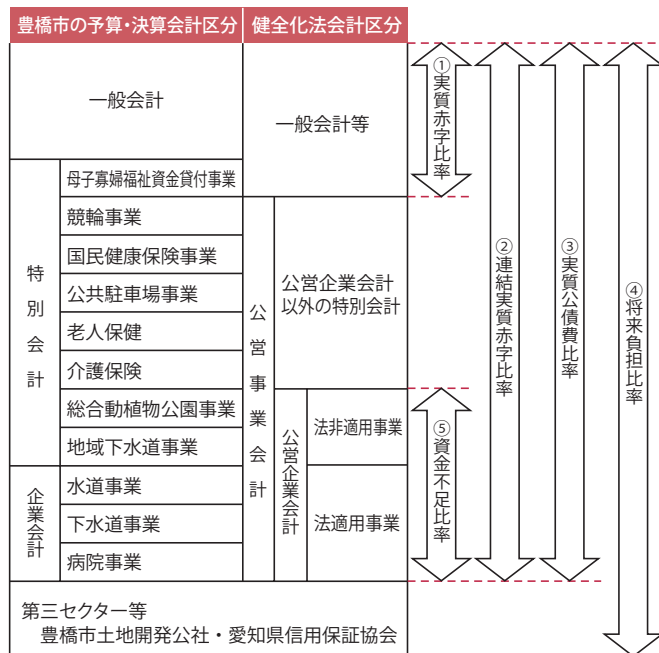 豊橋市の予算・決算会計区分
健全化法会計区分
一般会計
一般会計等
①実質赤字比率
②連結実質赤字比率
③実質公債費比率
④将来負担比率
特別会計
母子寡婦福祉資金貸付事業
競輪事業
国民健康保険事業
公共駐車場事業
老人保健
介護保険
総合動植物公園事業
地域下水道事業
公営事業会計
公営企業会計
以外の特別会計
公営企業会計
法非適用事業
法適用事業
⑤資金不足比率
企業会計
水道事業
下水道事業
病院事業
第三セクター等
豊橋市土地開発公社・愛知県信用保証協会